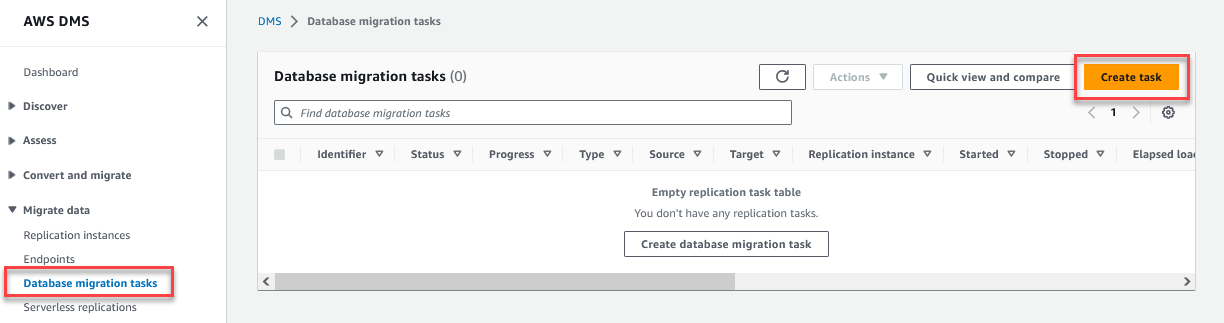 AWS DMS
Dashboard
Discover
Assess
Convert and migrate
Migrate data
Replication instances
Endpoints
Database migration tasks
Serverless replications
DMS > Database migration tasks
Database migration tasks (0)
Actions
Quick view and compare
Create task
Find database migration tasks
1
Identifier Status Progress Type Source Target Replication instance Started Stopped Elapsed loa
Empty replication task table
You don't have any replication tasks.
Create database migration task